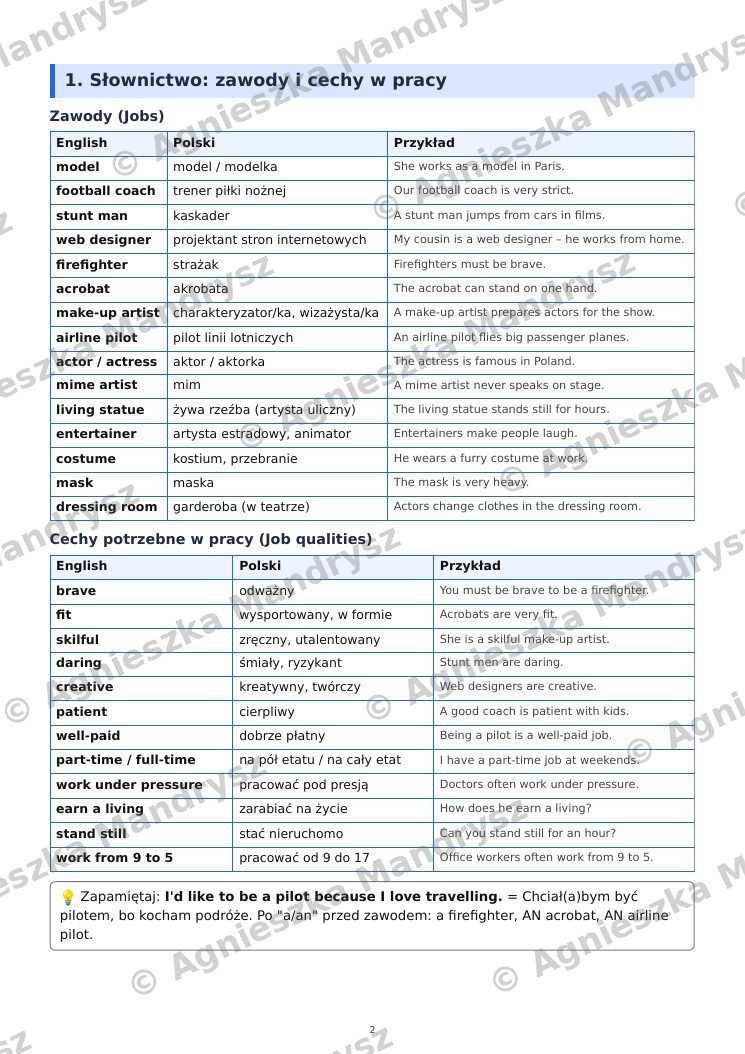 1. Słownictwo: zawody i cechy w pracy
Zawody (Jobs)
English Polski Przykład
model model / modelka She works as a model in Paris.
football coach trener piłki nożnej Our football coach is very strict.
stunt man kaskader A stunt man jumps from cars in films.
web designer projektant stron internetowych My cousin is a web designer – he works from home.
firefighter strażak Firefighters must be brave.
acrobat akrobata The acrobat can stand on one hand.
make-up artist charakteryzator/ka, wizażysta/ka A make-up artist prepares actors for the show.
airline pilot pilot linii lotniczych An airline pilot flies big passenger planes.
actor / actress aktor / aktorka The actress is famous in Poland.
mime artist mim A mime artist never speaks on stage.
living statue żywa rzeźba (artysta uliczny) The living statue stands still for hours.
entertainer artysta estradowy, animator Entertainers make people laugh.
costume kostium, przebranie He wears a furry costume at work.
mask maska The mask is very heavy.
dressing room garderoba (w teatrze) Actors change clothes in the dressing room.
Cechy potrzebne w pracy (Job qualities)
English Polski Przykład
brave odważny You must be brave to be a firefighter.
fit wysportowany, w formie Acrobats are very fit.
skilful zręczny, utalentowany She is a skilful make-up artist.
daring śmiały, ryzykant Stunt men are daring.
creative kreatywny, twórczy Web designers are creative.
patient cierpliwy A good coach is patient with kids.
well-paid dobrze płatny Being a pilot is a well-paid job.
part-time / full-time na pół etatu / na cały etat I have a part-time job at weekends.
work under pressure pracować pod presją Doctors often work under pressure.
earn a living zarabiać na życie How does he earn a living?
stand still stać nieruchomo Can you stand still for an hour?
work from 9 to 5 pracować od 9 do 17 Office workers often work from 9 to 5.
💡 Zapamiętaj: I'd like to be a pilot because I love travelling. = Chciał(a)bym być
pilotem, bo kocham podróże. Po "a/an" przed zawodem: a firefighter, AN acrobat, AN airline
pilot.
2
© Agnieszka Mandrysz